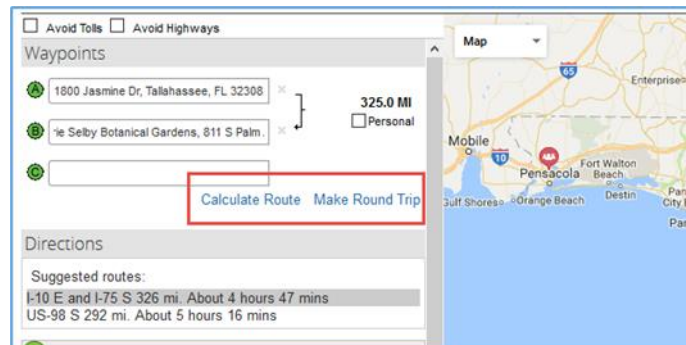 Avoid Tolls Avoid Highways
Waypoints
A 1800 Jasmine Dr, Tallahassee, FL 32308
325.0 MI
Personal
B ie Selby Botanical Gardens, 811 S Palm
C
Calculate Route Make Round Trip
Directions
Suggested routes:
I-10 E and I-75 S 326 mi. About 4 hours 47 mins
US-98 S 292 mi. About 5 hours 16 mins
Map
65
Enterprise
Mobile
10
Pensacola
Fort Walton
Beach
Gulf Shores
Orange Beach
Destin
City